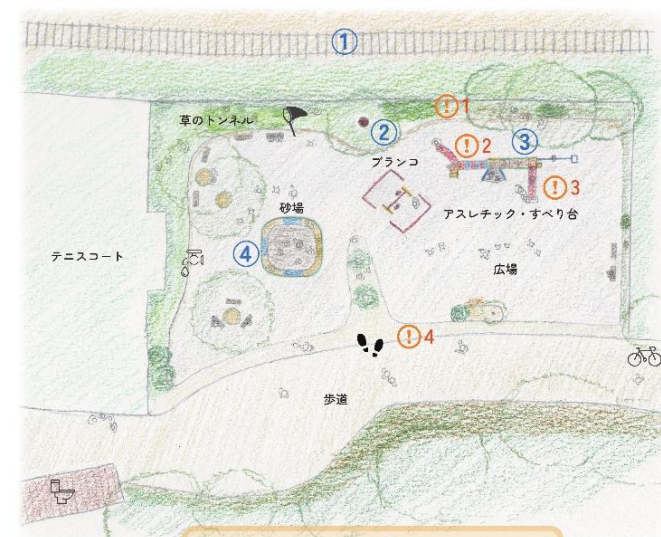 ①
! 1
草のトンネル
②
! 2
③
ブランコ
! 3
砂場
アスレチック・すべり台
④
テニスコート
広場
! 4
歩道